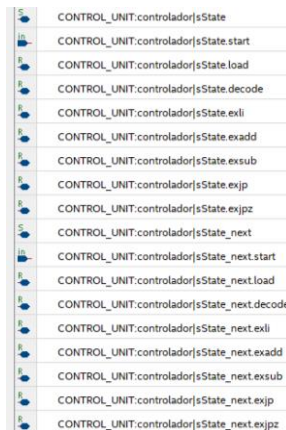 S CONTROL_UNIT:controlador|sState
in CONTROL_UNIT:controlador|sState.start
R CONTROL_UNIT:controlador|sState.load
R CONTROL_UNIT:controlador|sState.decode
R CONTROL_UNIT:controlador|sState.exli
R CONTROL_UNIT:controlador|sState.exadd
R CONTROL_UNIT:controlador|sState.exsub
R CONTROL_UNIT:controlador|sState.exjp
R CONTROL_UNIT:controlador|sState.exjpz
S CONTROL_UNIT:controlador|sState_next
in CONTROL_UNIT:controlador|sState_next.start
R CONTROL_UNIT:controlador|sState_next.load
R CONTROL_UNIT:controlador|sState_next.decode
R CONTROL_UNIT:controlador|sState_next.exli
R CONTROL_UNIT:controlador|sState_next.exadd
R CONTROL_UNIT:controlador|sState_next.exsub
R CONTROL_UNIT:controlador|sState_next.exjp
R CONTROL_UNIT:controlador|sState_next.exjpz